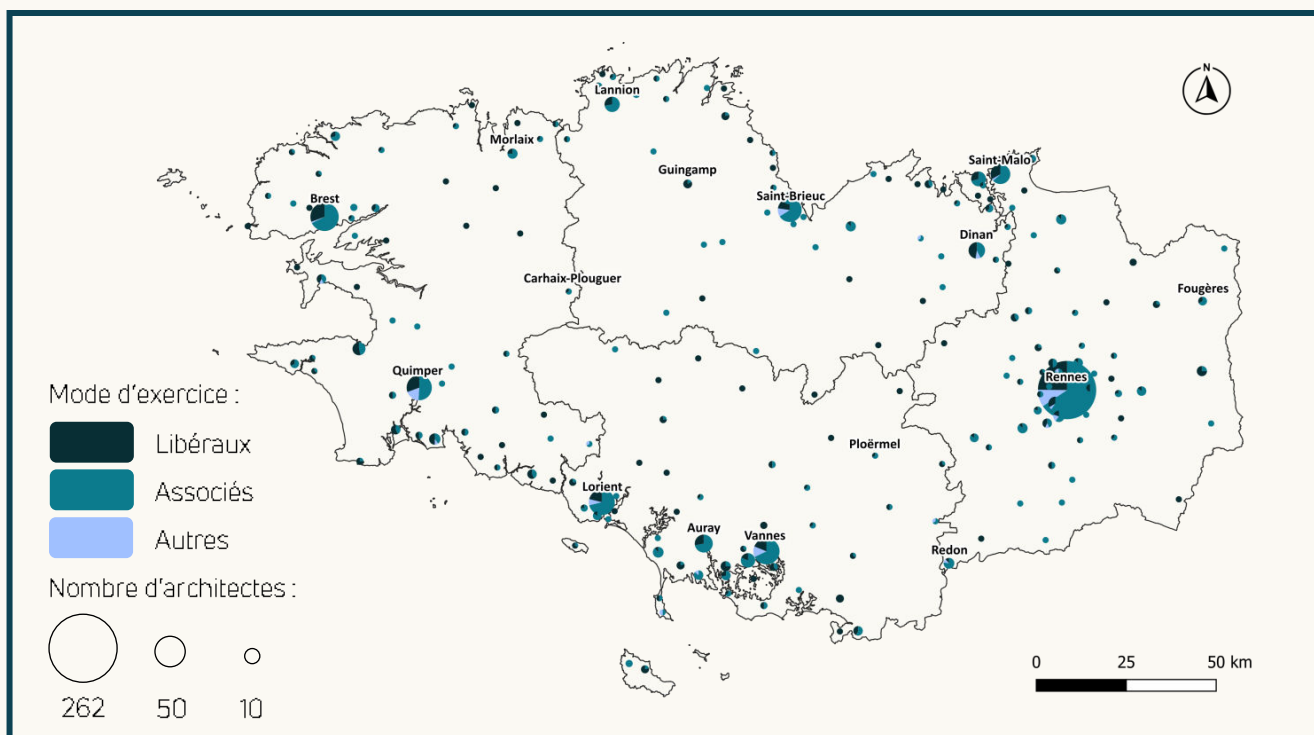 N
Lannion
Morlaix
Guingamp
Saint-Malo
Saint-Brieuc
Brest
Dinan
Carhaix-Plouguer
Fougères
Quimper
Rennes
Ploërmel
Lorient
Auray
Vannes
Redon
Mode d'exercice :
Libéraux
Associés
Autres
Nombre d'architectes :
262 50 10
0 25 50 km